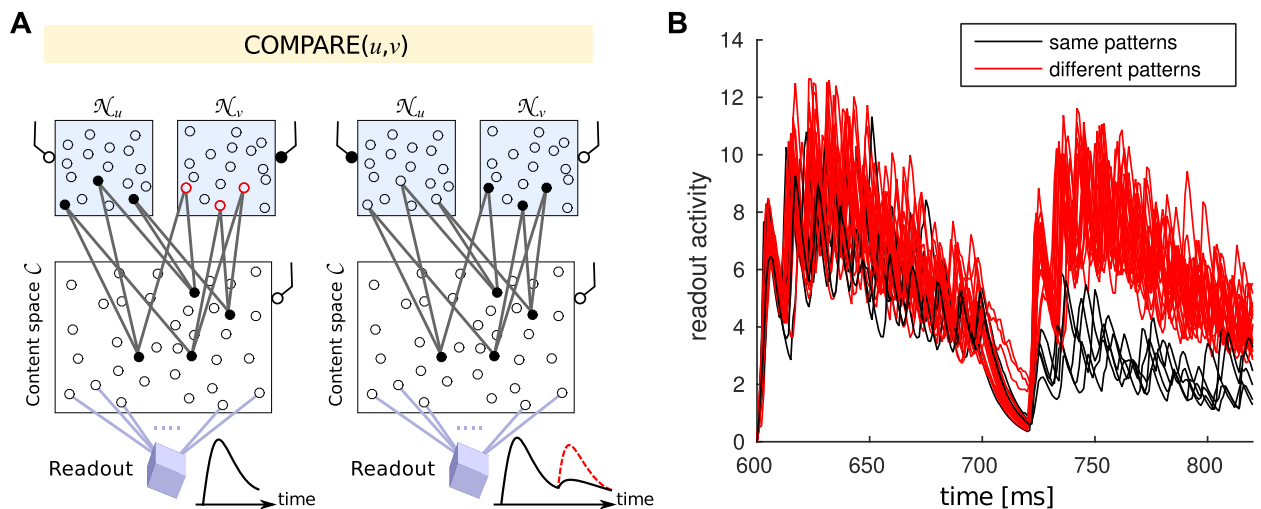 A
COMPARE(u,v)
𝒩u 𝒩v 𝒩u 𝒩v
Content space 𝒞
Content space 𝒞
Readout
time
Readout
time
B
same patterns
different patterns
readout activity
14
12
10
8
6
4
2
0
600 650 700 750 800
time [ms]